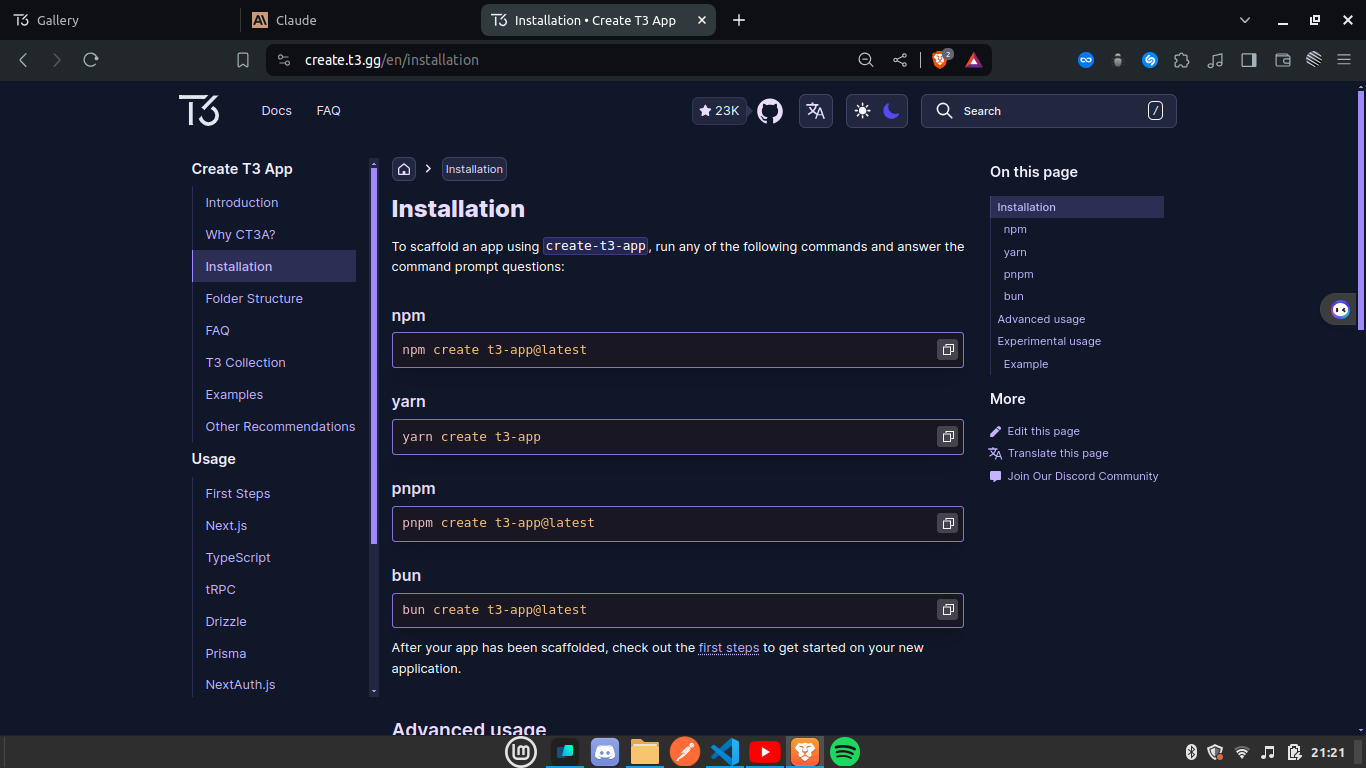 Gallery
Claude
Installation • Create T3 App
create.t3.gg/en/installation
2
Docs
FAQ
23K
Search
/
Create T3 App
Introduction
Why CT3A?
Installation
Folder Structure
FAQ
T3 Collection
Examples
Other Recommendations
Usage
First Steps
Next.js
TypeScript
tRPC
Drizzle
Prisma
NextAuth.js
Installation
Installation
To scaffold an app using create-t3-app, run any of the following commands and answer the
command prompt questions:
npm
npm create t3-app@latest
yarn
yarn create t3-app
pnpm
pnpm create t3-app@latest
bun
bun create t3-app@latest
After your app has been scaffolded, check out the first steps to get started on your new
application.
Advanced usage
On this page
Installation
npm
yarn
pnpm
bun
Advanced usage
Experimental usage
Example
More
Edit this page
Translate this page
Join Our Discord Community
21:21